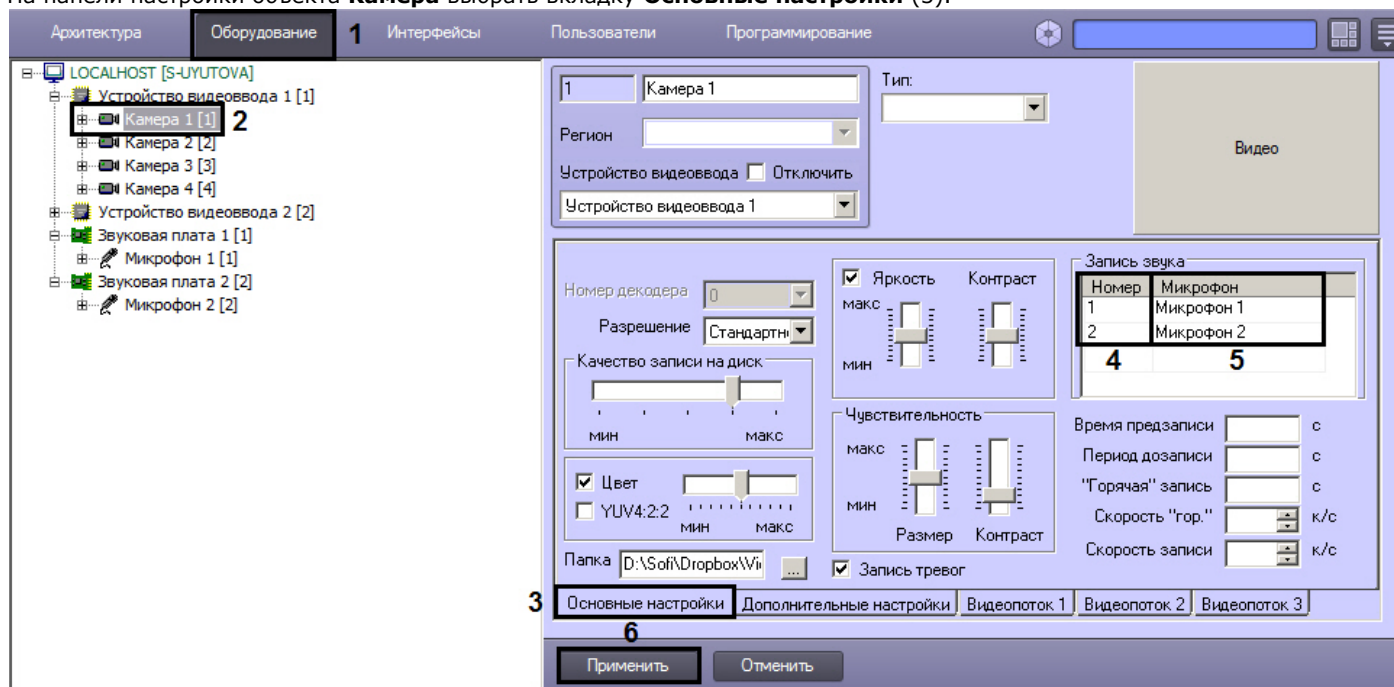 На панели настройки объекта Камера выбрать вкладку Основные настройки (3).
Архитектура Оборудование 1 Интерфейсы Пользователи Программирование
LOCALHOST [S-UYUTOVA]
Устройство видеоввода 1 [1]
Камера 1 [1] 2
Камера 2 [2]
Камера 3 [3]
Камера 4 [4]
Устройство видеоввода 2 [2]
Звуковая плата 1 [1]
Микрофон 1 [1]
Звуковая плата 2 [2]
Микрофон 2 [2]
1 Камера 1
Регион
Устройство видеоввода Отключить
Устройство видеоввода 1
Тип:
Видео
Номер декодера 0
Разрешение Стандартн
Качество записи на диск
мин макс
Цвет
YUV4:2:2
мин макс
Папка D:\Sofi\Dropbox\Vi ...
Яркость Контраст
макс
мин
Чувствительность
макс
мин
Размер Контраст
Запись тревог
Запись звука
Номер Микрофон
1 Микрофон 1
2 Микрофон 2
4 5
Время предзаписи с
Период дозаписи с
"Горячая" запись с
Скорость "гор." к/с
Скорость записи к/с
3 Основные настройки Дополнительные настройки Видеопоток 1 Видеопоток 2 Видеопоток 3
6
Применить Отменить